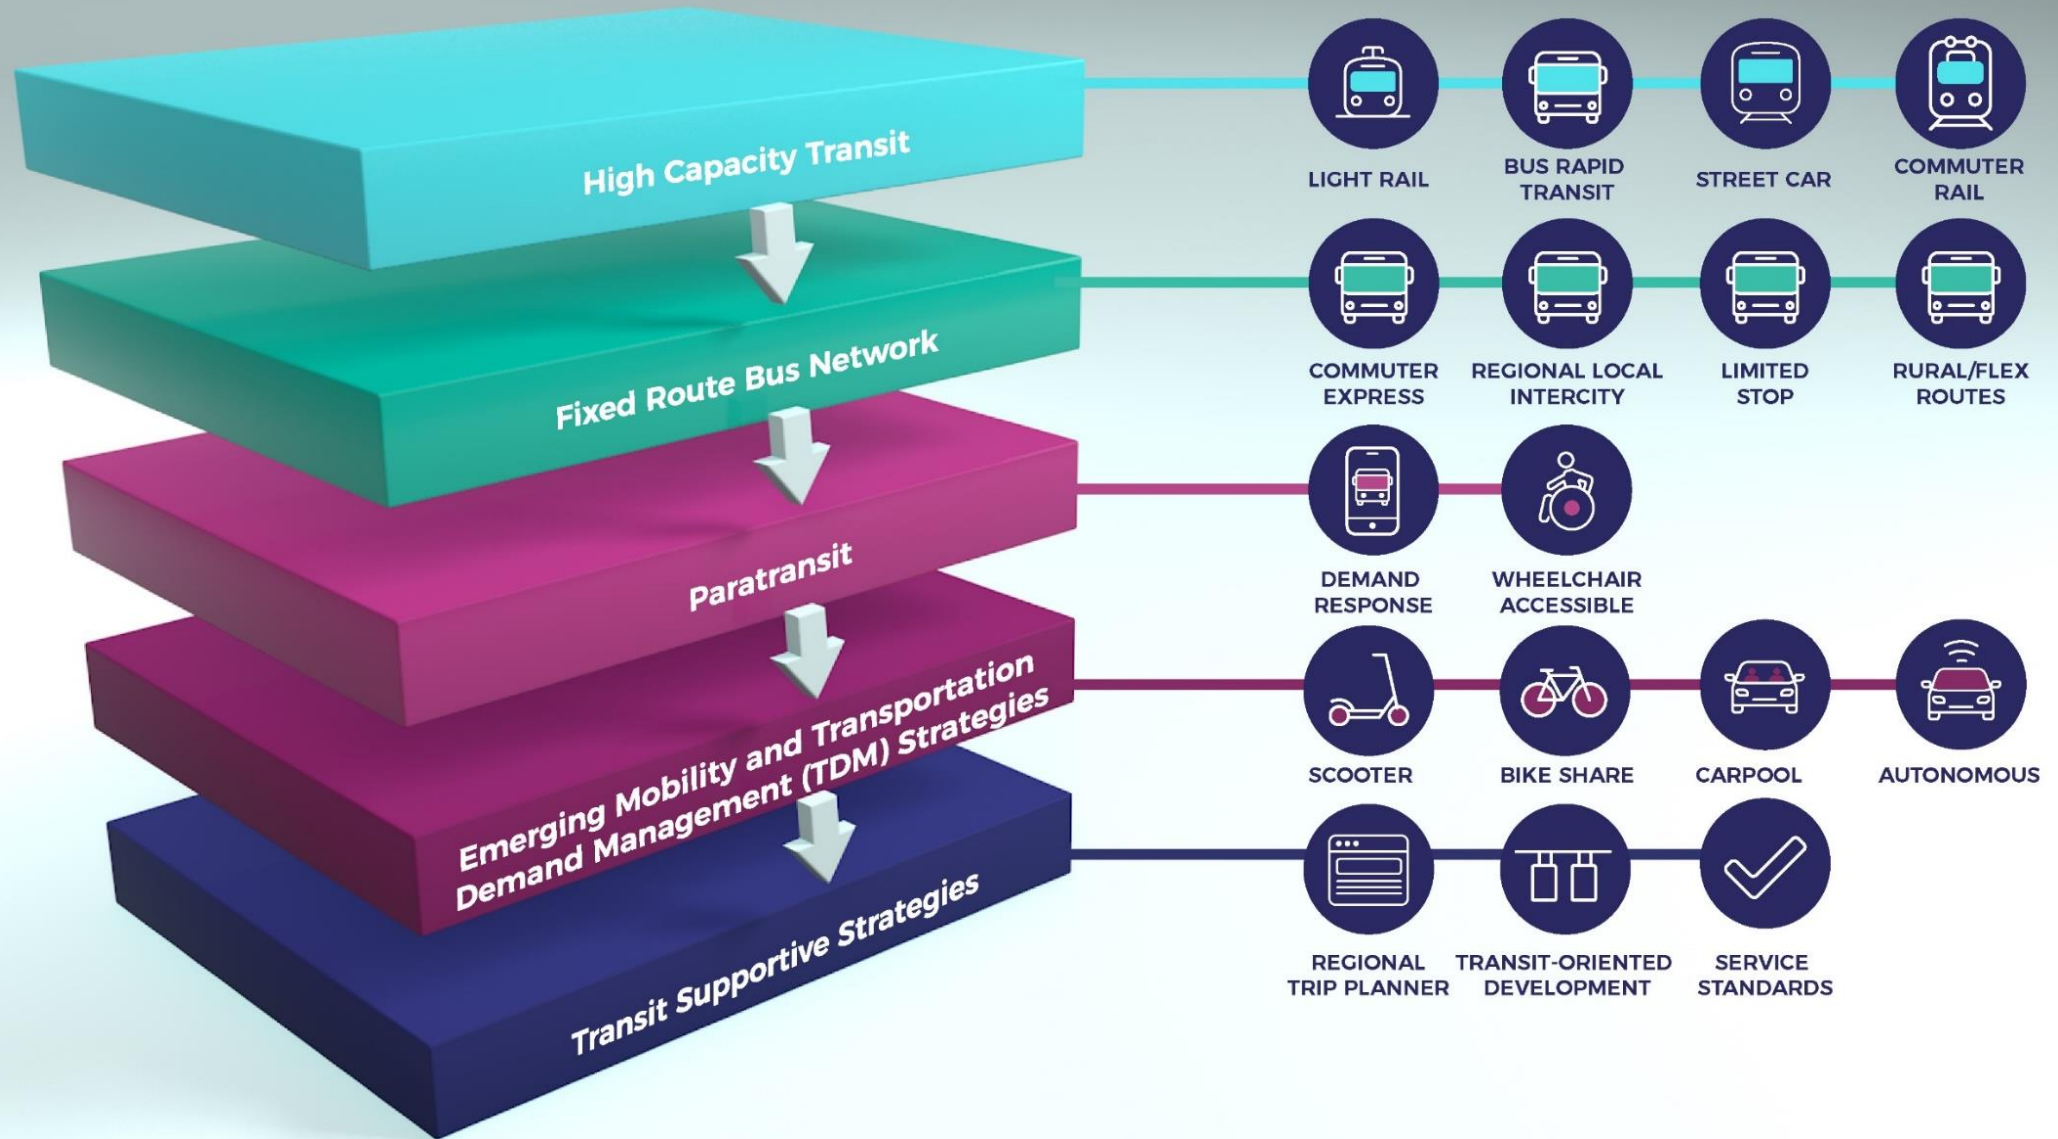 High Capacity Transit
LIGHT RAIL
BUS RAPID
TRANSIT
STREET CAR
COMMUTER
RAIL
Fixed Route Bus Network
COMMUTER
EXPRESS
REGIONAL LOCAL
INTERCITY
LIMITED
STOP
RURAL/FLEX
ROUTES
Paratransit
DEMAND
RESPONSE
WHEELCHAIR
ACCESSIBLE
Emerging Mobility and Transportation
Demand Management (TDM) Strategies
SCOOTER
BIKE SHARE
CARPOOL
AUTONOMOUS
Transit Supportive Strategies
REGIONAL
TRIP PLANNER
TRANSIT-ORIENTED
DEVELOPMENT
SERVICE
STANDARDS